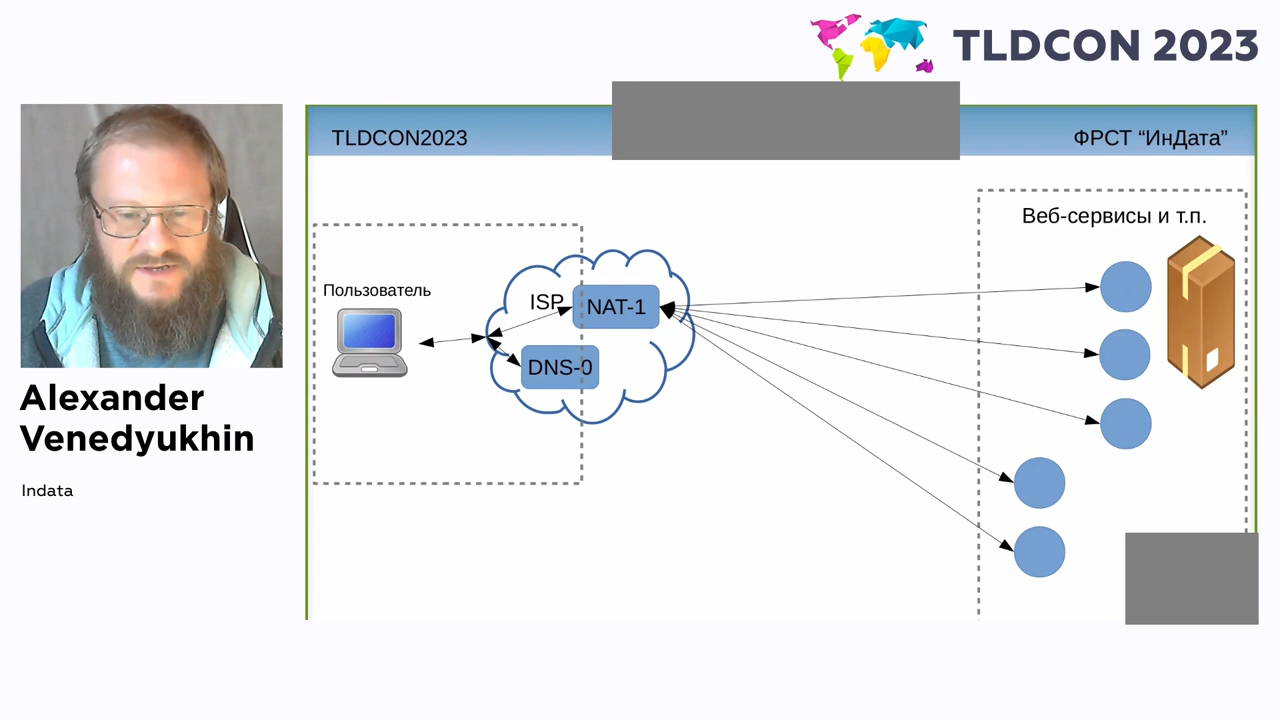 TLDCON 2023
TLDCON2023
ФРСТ “ИнДата”
Веб-сервисы и т.п.
Пользователь
ISP
NAT-1
DNS-0
Alexander
Venedyukhin
Indata